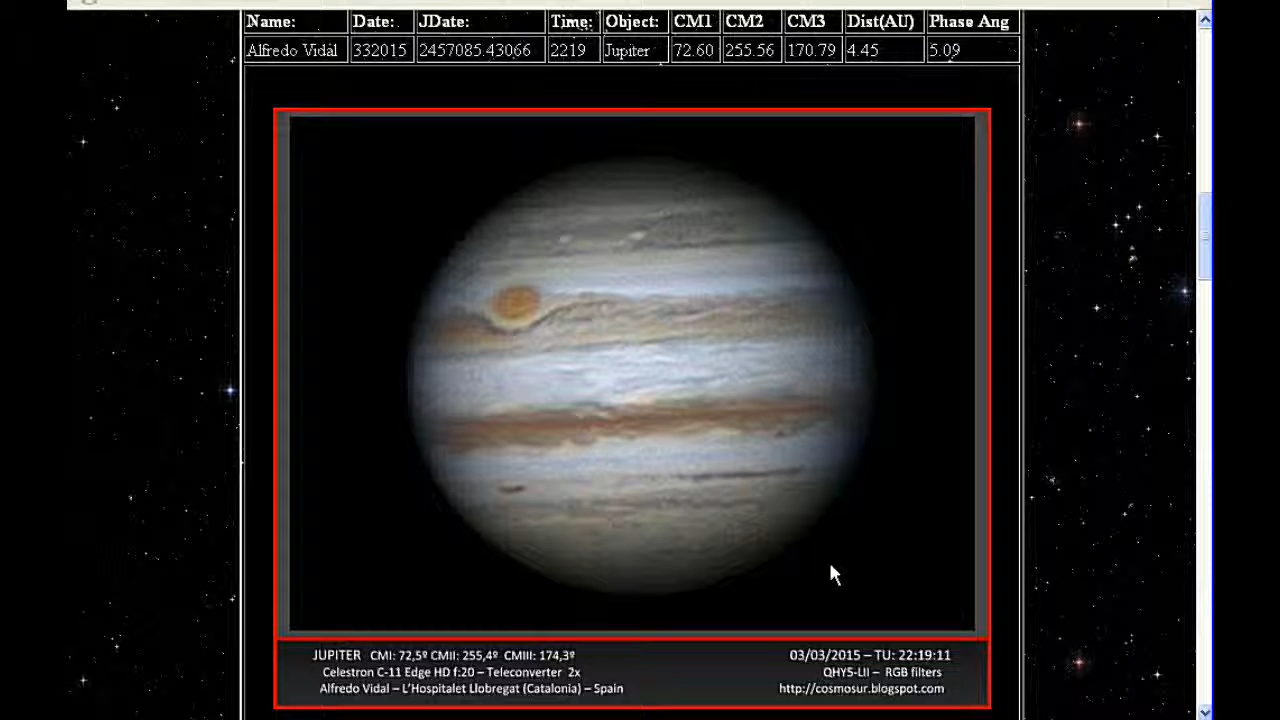 Name: Date: JDate: Time: Object: CM1 CM2 CM3 Dist(AU) Phase Ang
Alfredo Vidal 332015 2457085.43066 2219 Jupiter 72.60 255.56 170.79 4.45 5.09
JUPITER CMI: 72,5º CMII: 255,4º CMIII: 174,3º
03/03/2015 – TU: 22:19:11
Celestron C-11 Edge HD f:20 – Teleconverter 2x
QHY5-LII – RGB filters
Alfredo Vidal – L'Hospitalet Llobregat (Catalonia) – Spain
http://cosmosur.blogspot.com